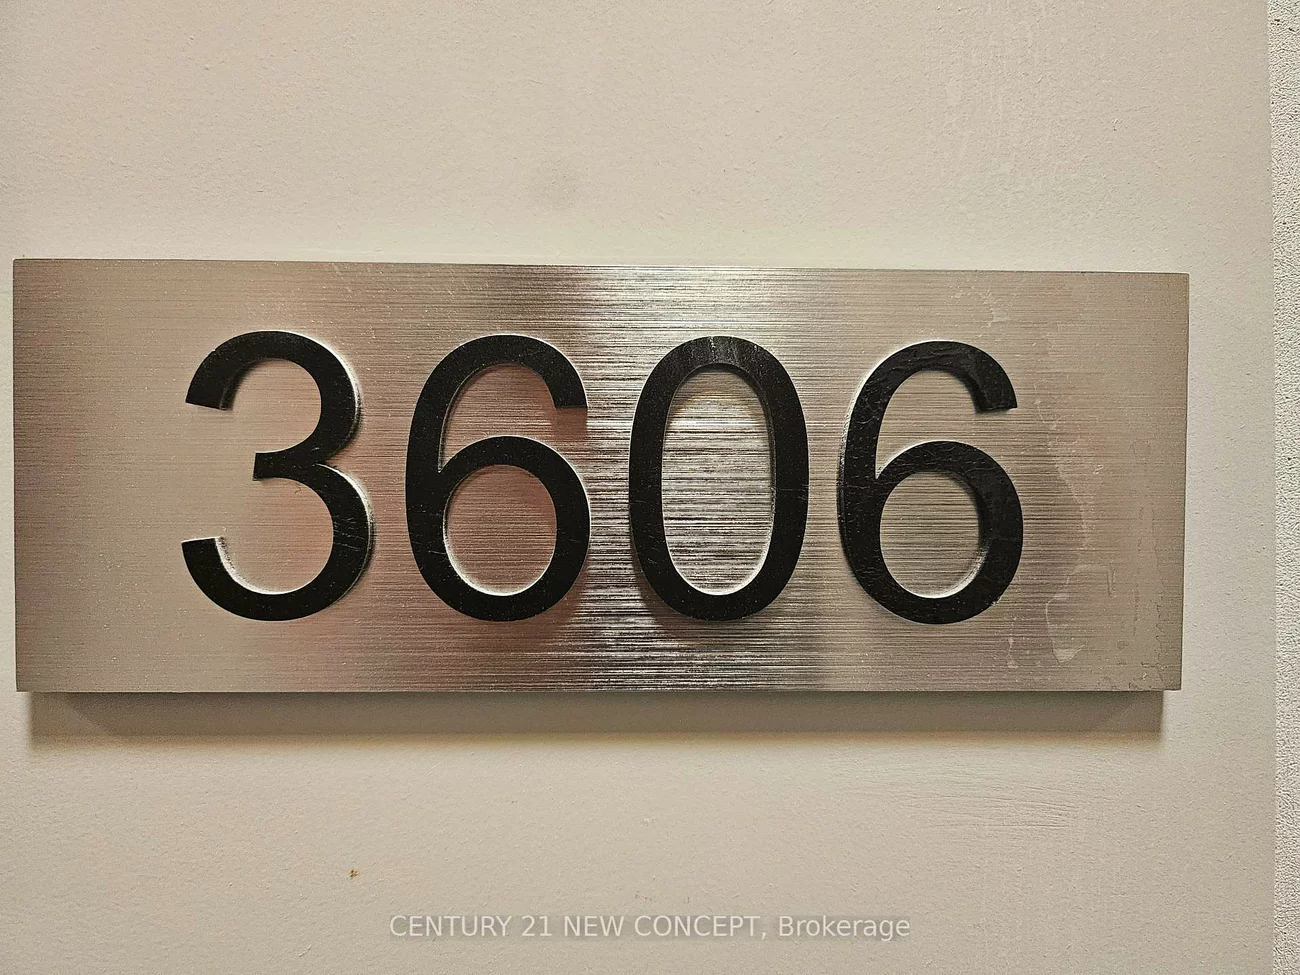 3606
CENTURY 21 NEW CONCEPT, Brokerage